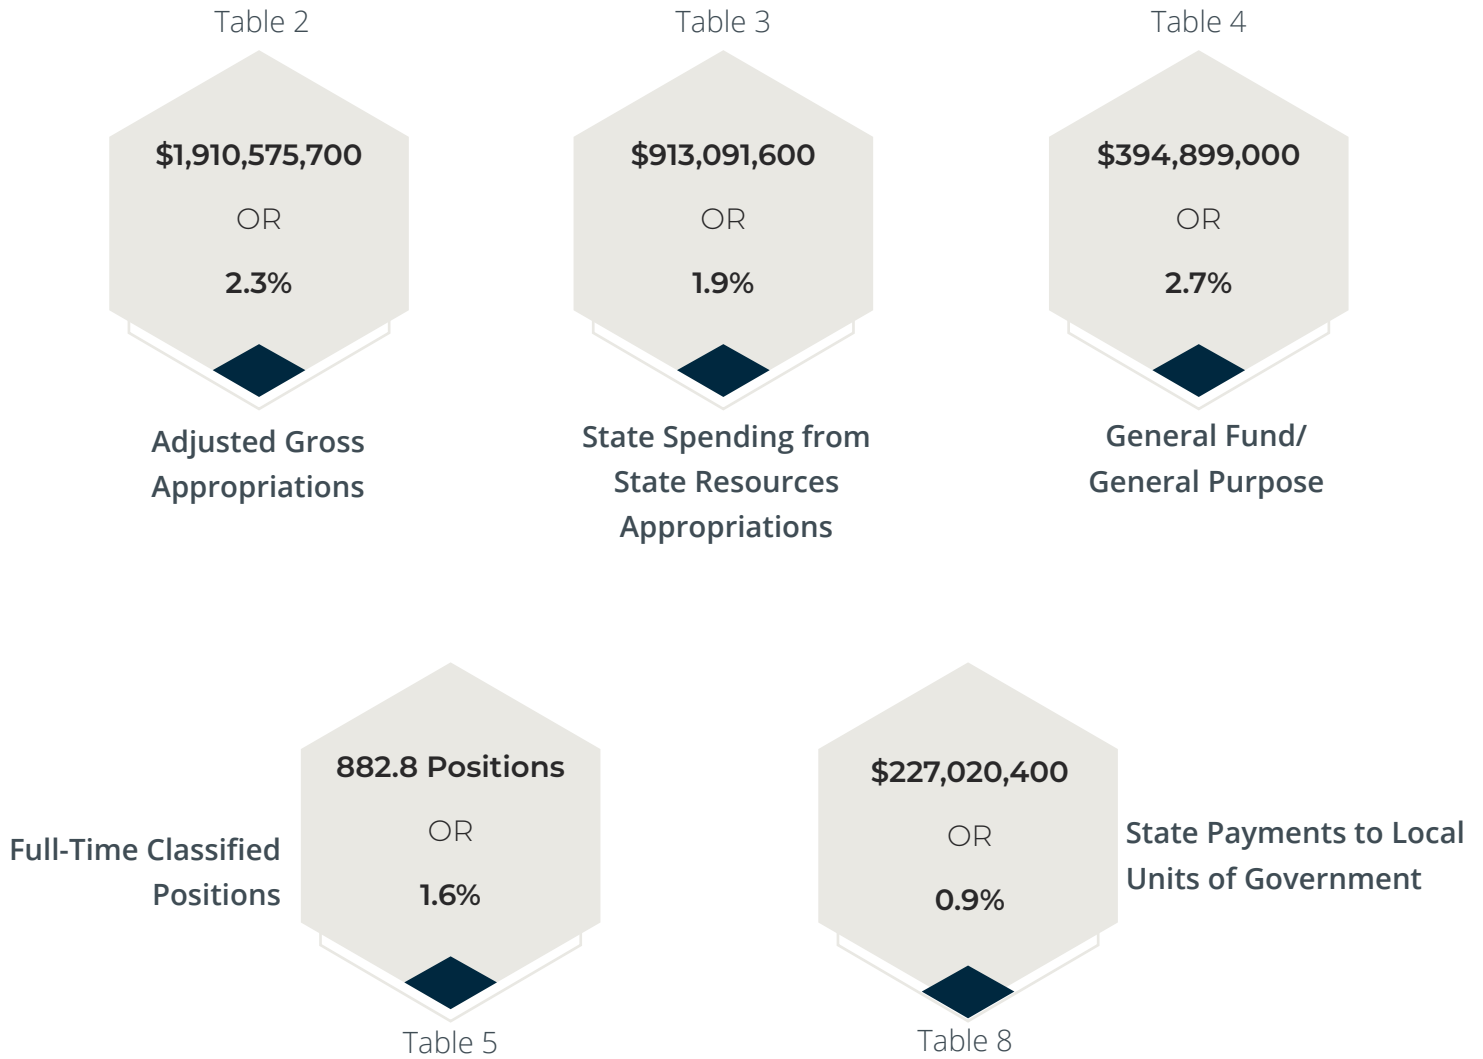 Table 2
$1,910,575,700
OR
2.3%
Adjusted Gross
Appropriations
Table 3
$913,091,600
OR
1.9%
State Spending from
State Resources
Appropriations
Table 4
$394,899,000
OR
2.7%
General Fund/
General Purpose
Full-Time Classified
Positions
882.8 Positions
OR
1.6%
Table 5
$227,020,400
OR
0.9%
State Payments to Local
Units of Government
Table 8